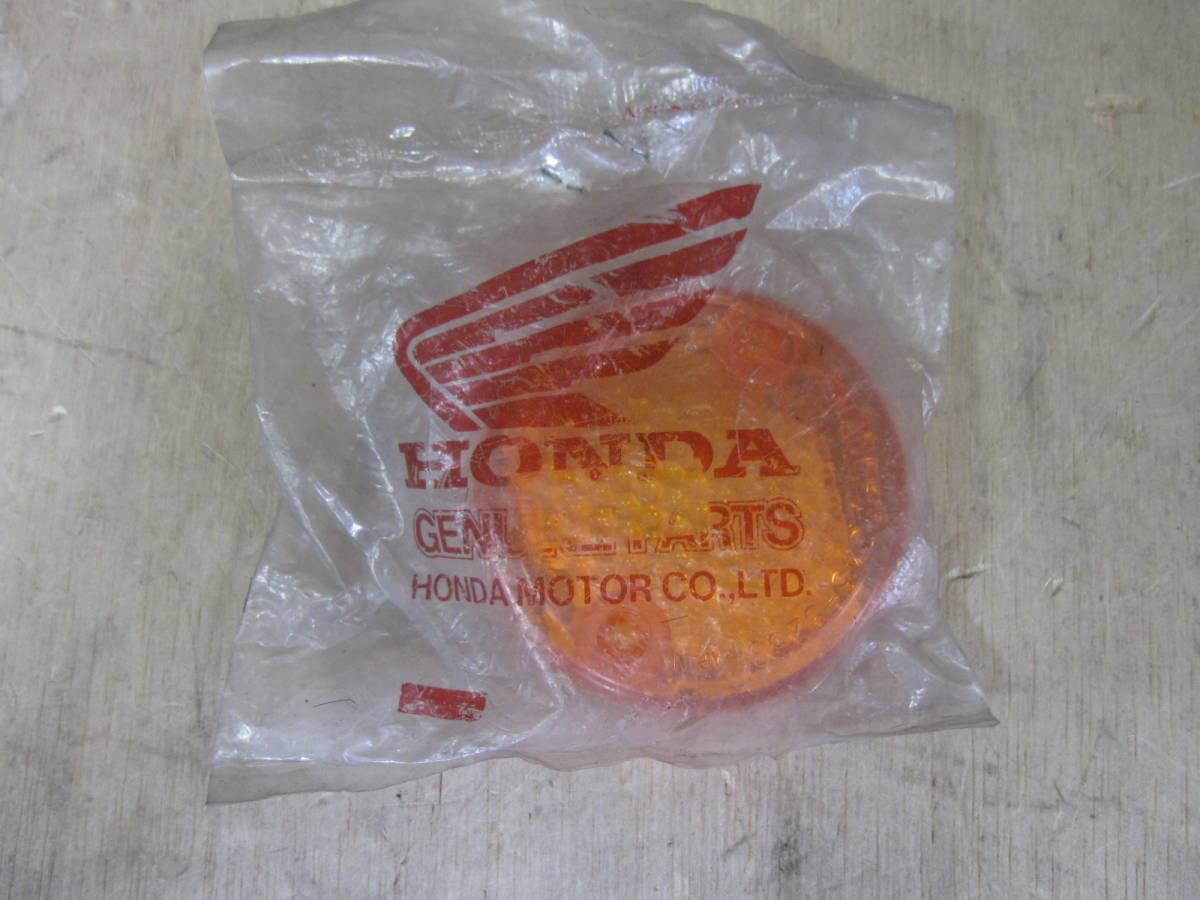 HONDA
GENUINE PARTS
HONDA MOTOR CO.,LTD.